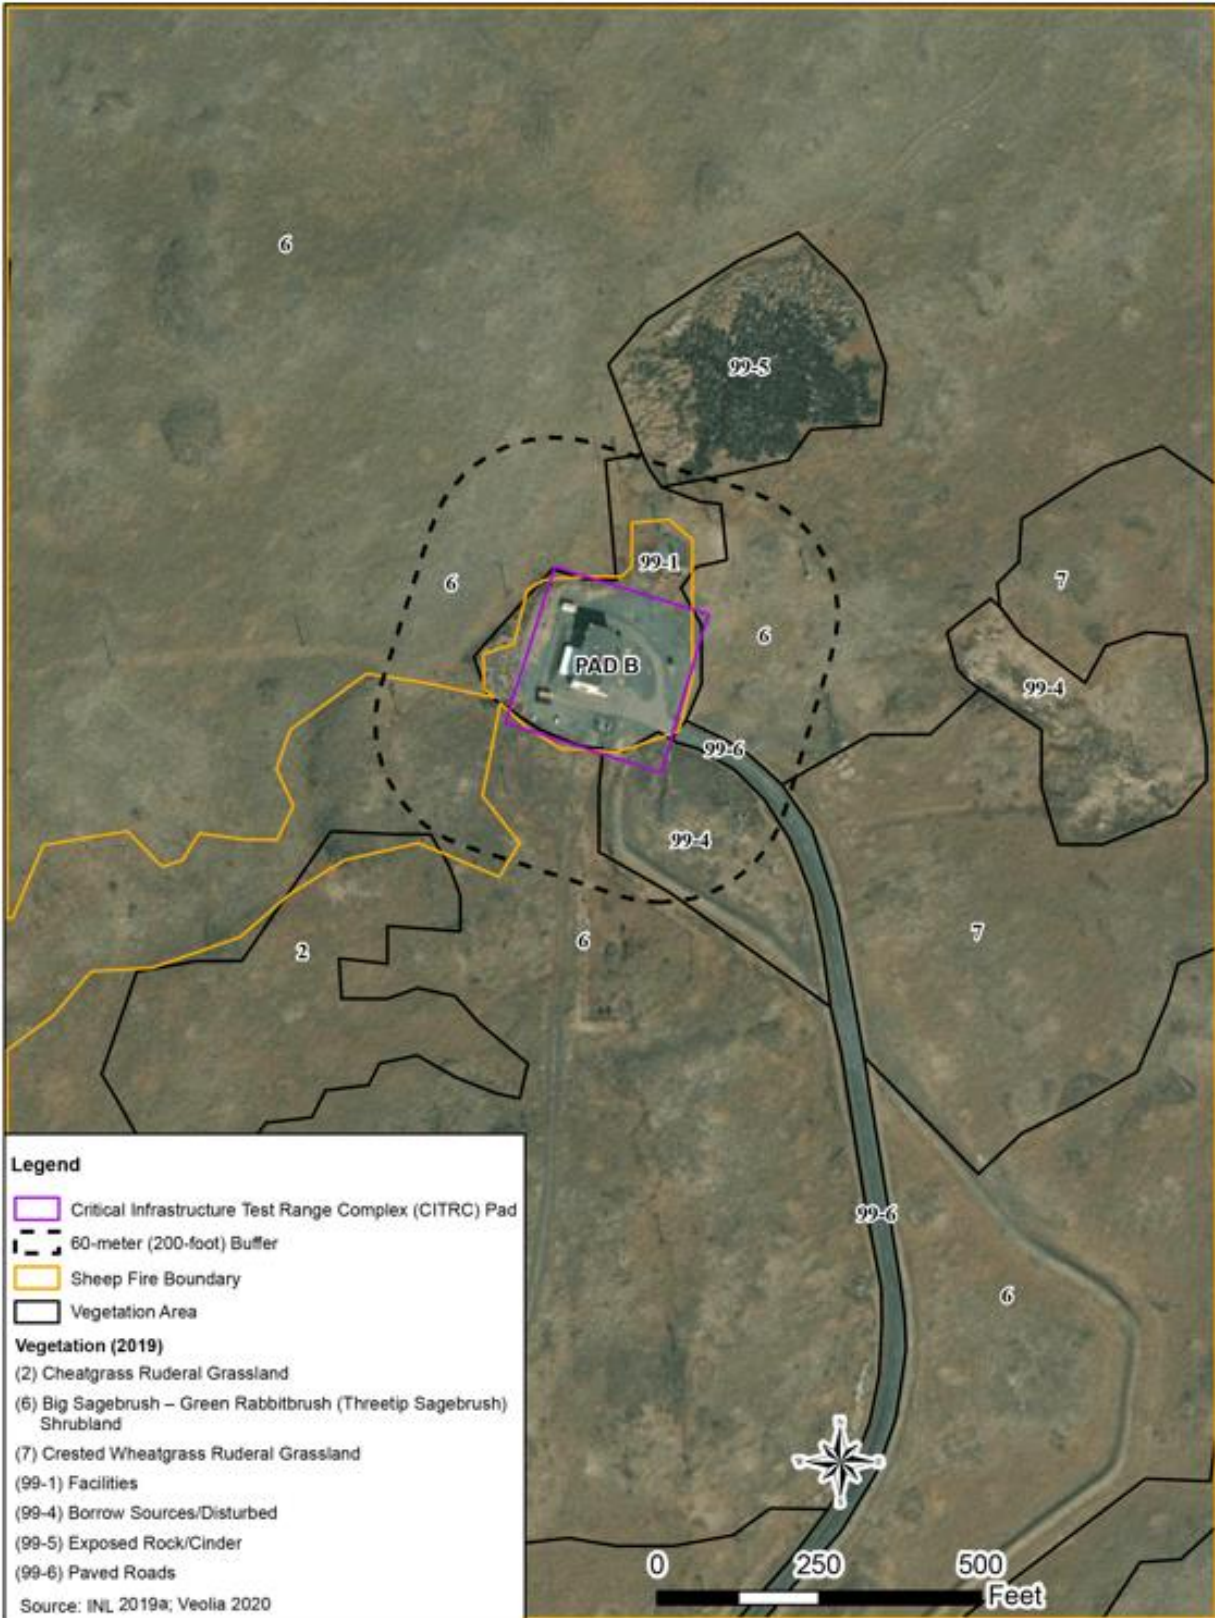 6
99-5
99-1
6
7
6
PAD B
99-4
99-6
99-4
7
6
2
99-6
6
Legend
Critical Infrastructure Test Range Complex (CITRC) Pad
60-meter (200-foot) Buffer
Sheep Fire Boundary
Vegetation Area
Vegetation (2019)
(2) Cheatgrass Ruderal Grassland
(6) Big Sagebrush – Green Rabbitbrush (Threetip Sagebrush)
Shrubland
(7) Crested Wheatgrass Ruderal Grassland
(99-1) Facilities
(99-4) Borrow Sources/Disturbed
(99-5) Exposed Rock/Cinder
(99-6) Paved Roads
Source: INL 2019a; Veolia 2020
0 250 500
Feet